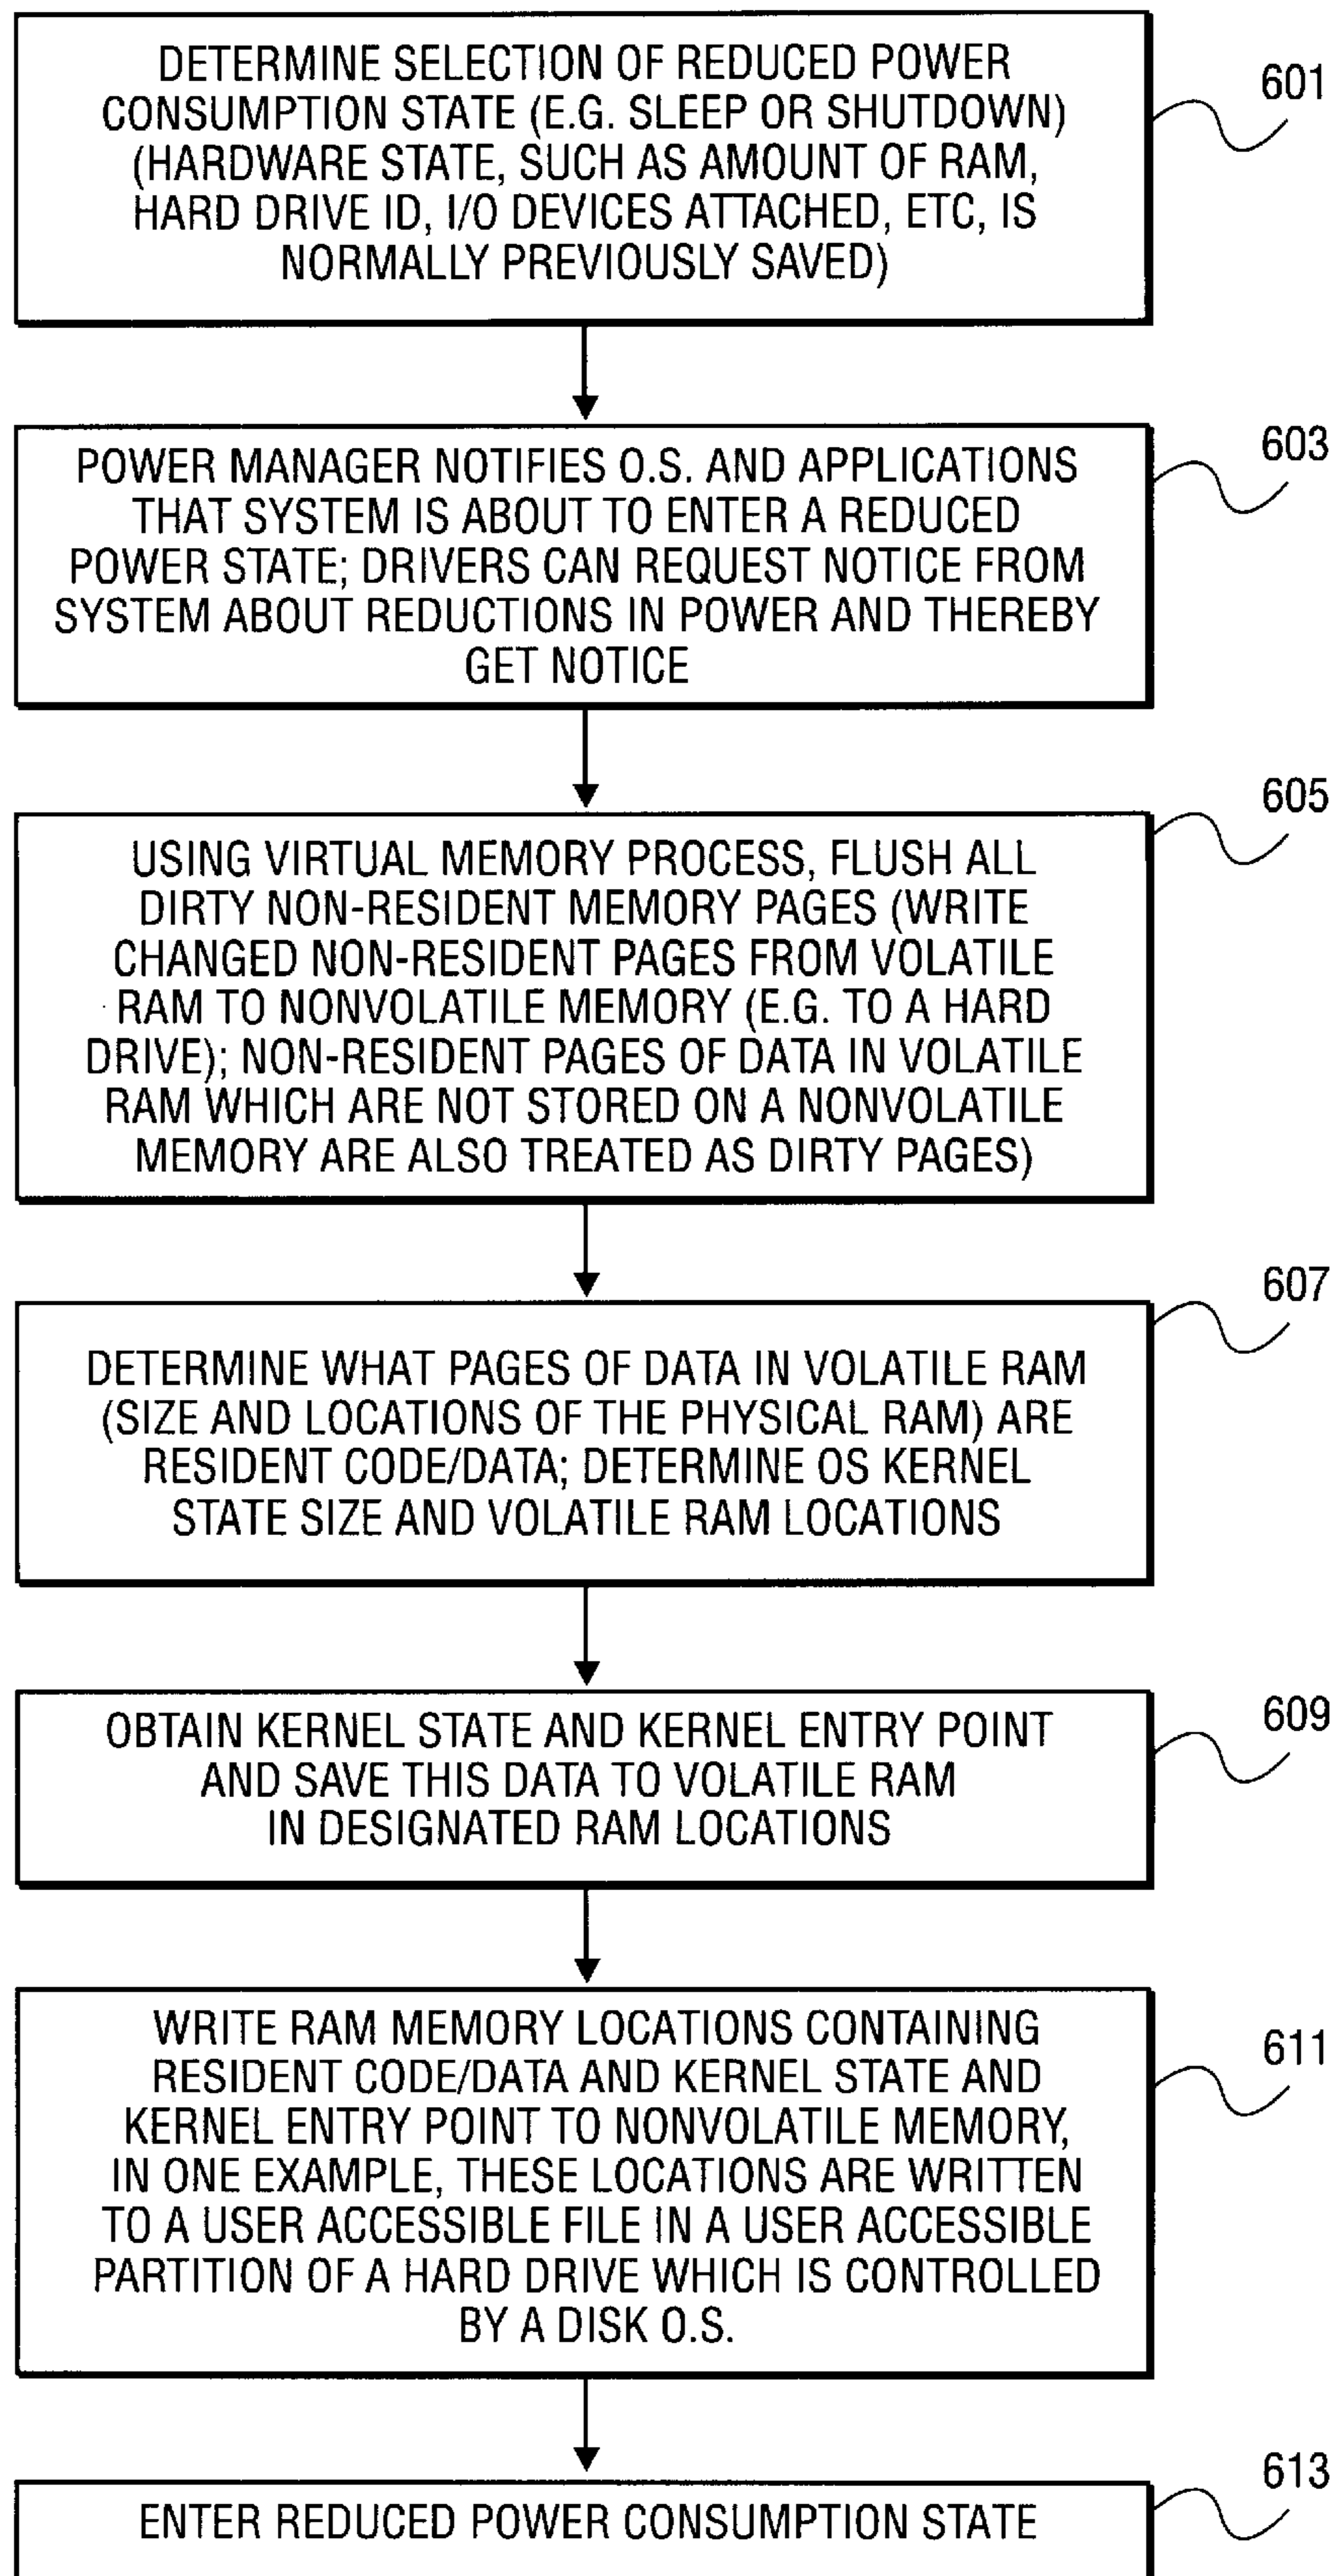 DETERMINE SELECTION OF REDUCED POWER
CONSUMPTION STATE (E.G. SLEEP OR SHUTDOWN)
(HARDWARE STATE, SUCH AS AMOUNT OF RAM,
HARD DRIVE ID, I/O DEVICES ATTACHED, ETC, IS
NORMALLY PREVIOUSLY SAVED)
601
POWER MANAGER NOTIFIES O.S. AND APPLICATIONS
THAT SYSTEM IS ABOUT TO ENTER A REDUCED
POWER STATE; DRIVERS CAN REQUEST NOTICE FROM
SYSTEM ABOUT REDUCTIONS IN POWER AND THEREBY
GET NOTICE
603
USING VIRTUAL MEMORY PROCESS, FLUSH ALL
DIRTY NON-RESIDENT MEMORY PAGES (WRITE
CHANGED NON-RESIDENT PAGES FROM VOLATILE
RAM TO NONVOLATILE MEMORY (E.G. TO A HARD
DRIVE); NON-RESIDENT PAGES OF DATA IN VOLATILE
RAM WHICH ARE NOT STORED ON A NONVOLATILE
MEMORY ARE ALSO TREATED AS DIRTY PAGES)
605
DETERMINE WHAT PAGES OF DATA IN VOLATILE RAM
(SIZE AND LOCATIONS OF THE PHYSICAL RAM) ARE
RESIDENT CODE/DATA; DETERMINE OS KERNEL
STATE SIZE AND VOLATILE RAM LOCATIONS
607
OBTAIN KERNEL STATE AND KERNEL ENTRY POINT
AND SAVE THIS DATA TO VOLATILE RAM
IN DESIGNATED RAM LOCATIONS
609
WRITE RAM MEMORY LOCATIONS CONTAINING
RESIDENT CODE/DATA AND KERNEL STATE AND
KERNEL ENTRY POINT TO NONVOLATILE MEMORY,
IN ONE EXAMPLE, THESE LOCATIONS ARE WRITTEN
TO A USER ACCESSIBLE FILE IN A USER ACCESSIBLE
PARTITION OF A HARD DRIVE WHICH IS CONTROLLED
BY A DISK O.S.
611
ENTER REDUCED POWER CONSUMPTION STATE
613